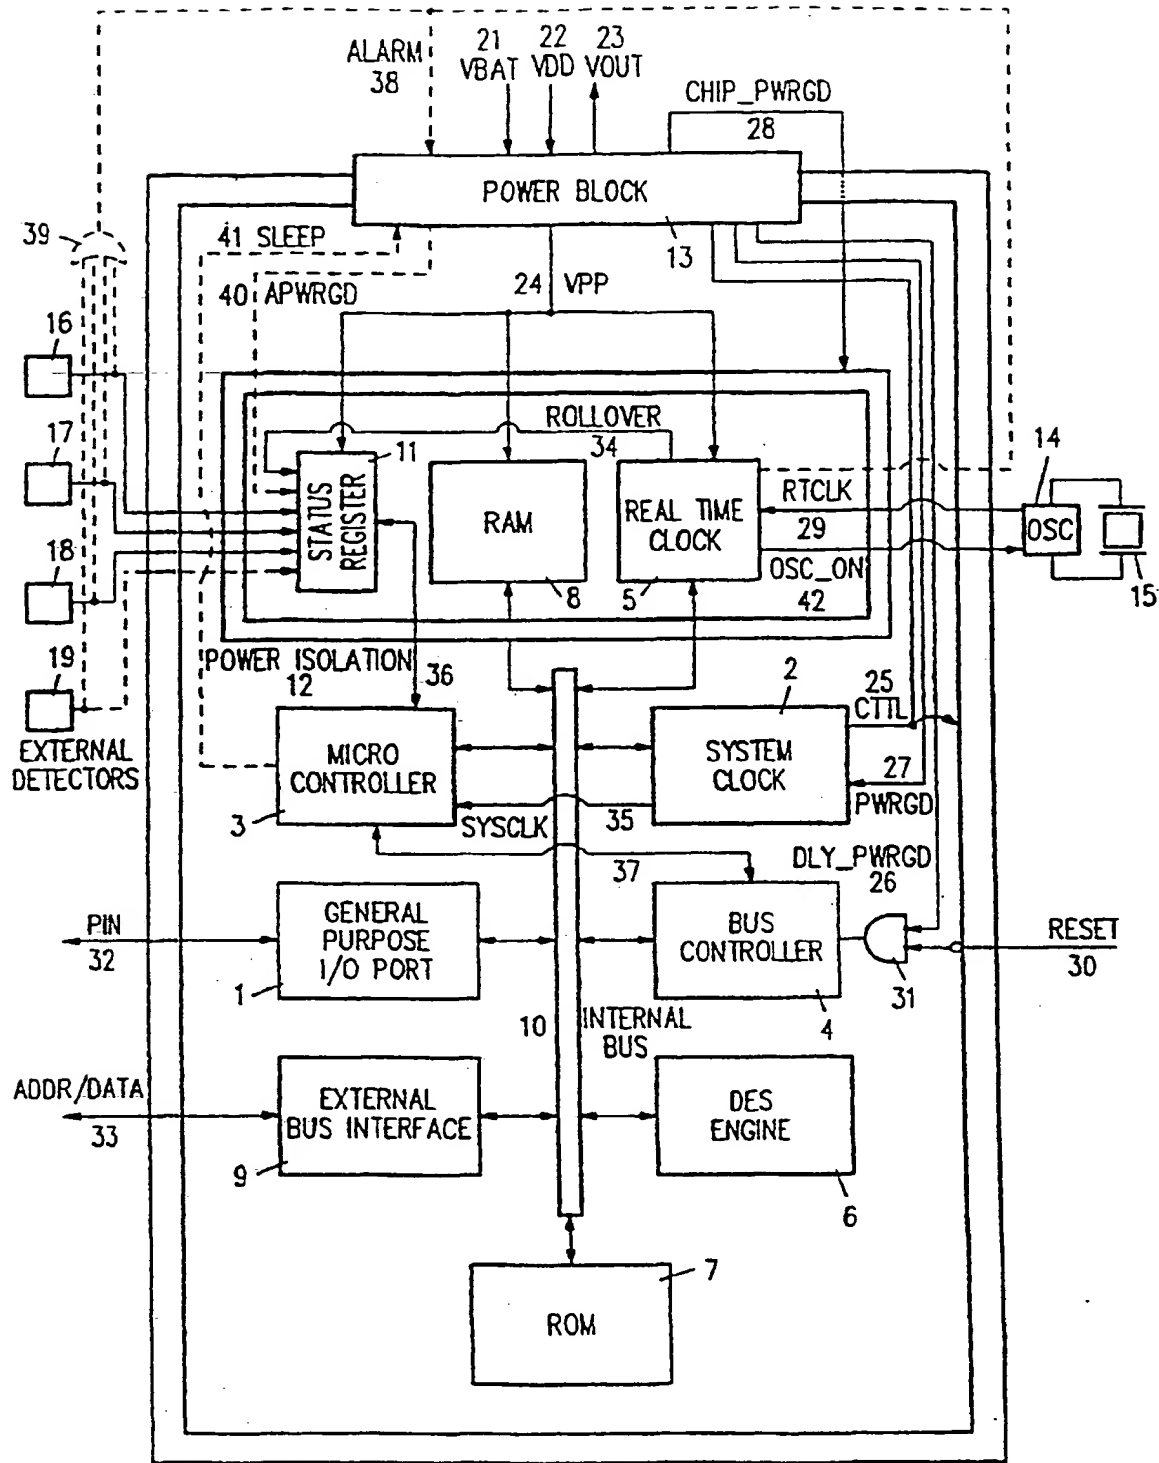 ALARM
38
21
VBAT
22
VDD
23
VOUT
CHIP_PWRGD
28
POWER BLOCK
13
39
41 SLEEP
40 APWRGD
24 VPP
16
17
18
19
EXTERNAL
DETECTORS
ROLLOVER
34
11
STATUS
REGISTER
RAM
8
REAL TIME
CLOCK
5
RTCLK
29
OSC_ON
42
14
OSC
15
POWER ISOLATION
12
36
MICRO
CONTROLLER
3
SYSCLK
35
2
SYSTEM
CLOCK
25
CTTL
27
PWRGD
37
DLY_PWRGD
26
PIN
32
GENERAL
PURPOSE
I/O PORT
1
BUS
CONTROLLER
4
31
RESET
30
10
INTERNAL
BUS
ADDR/DATA
33
EXTERNAL
BUS INTERFACE
9
DES
ENGINE
6
7
ROM